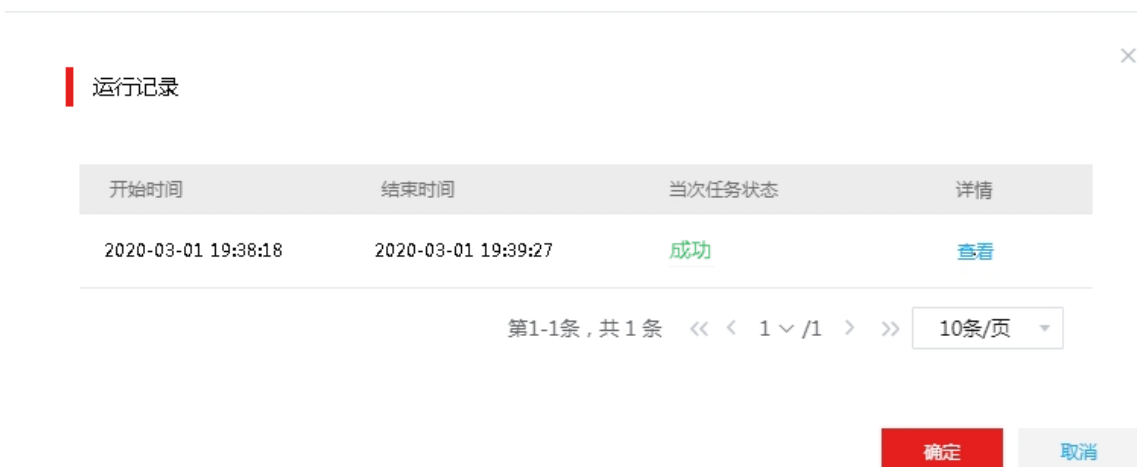 运行记录
开始时间 结束时间 当次任务状态 详情
2020-03-01 19:38:18 2020-03-01 19:39:27 成功 查看
第1-1条，共 1 条 1 /1 10条/页
确定 取消